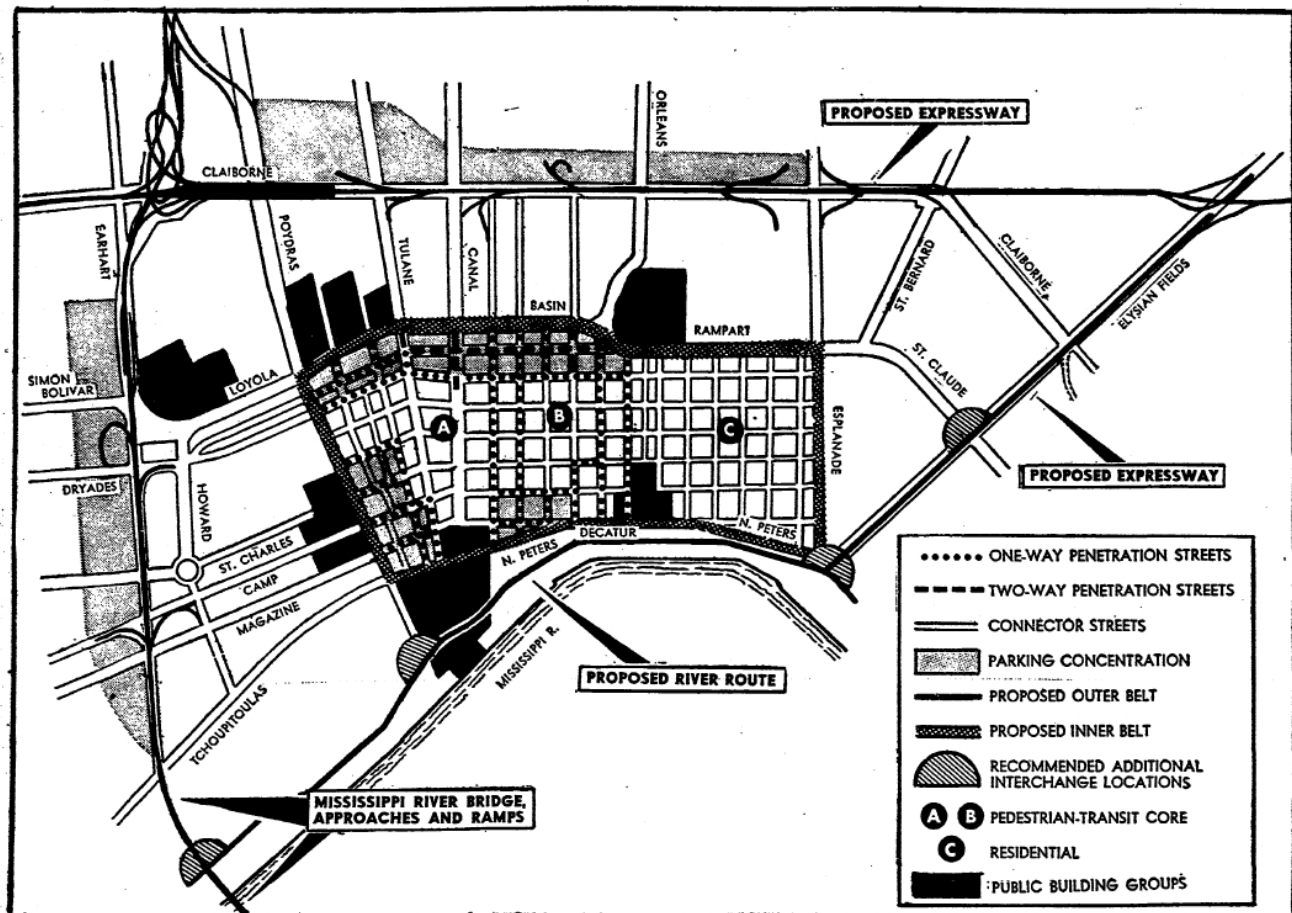 ORLEANS
PROPOSED EXPRESSWAY
CLAIBORNE
EARHART
POYDRAS
TULANE
CANAL
ST. BERNARD
CLAIBORNE
ELYSIAN FIELDS
BASIN
RAMPART
ST. CLAUDE
SIMON
BOLIVAR
LOYOLA
A
B
C
ESPLANADE
PROPOSED EXPRESSWAY
DRYADES
HOWARD
ST. CHARLES
CAMP
MAGAZINE
N. PETERS
DECATUR
N. PETERS
MISSISSIPPI R.
PROPOSED RIVER ROUTE
TCHOUPITOULAS
MISSISSIPPI RIVER BRIDGE,
APPROACHES AND RAMPS
ONE-WAY PENETRATION STREETS
TWO-WAY PENETRATION STREETS
CONNECTOR STREETS
PARKING CONCENTRATION
PROPOSED OUTER BELT
PROPOSED INNER BELT
RECOMMENDED ADDITIONAL
INTERCHANGE LOCATIONS
A B PEDESTRIAN-TRANSIT CORE
C RESIDENTIAL
PUBLIC BUILDING GROUPS